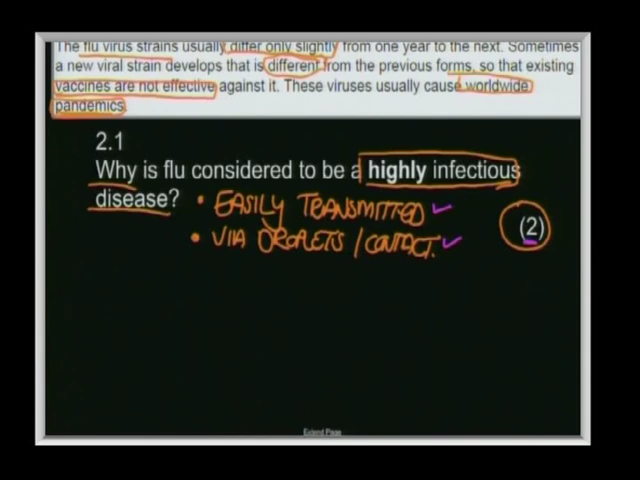 The flu virus strains usually differ only slightly from one year to the next. Sometimes
a new viral strain develops that is different from the previous forms, so that existing
vaccines are not effective against it. These viruses usually cause worldwide
pandemics.
2.1
Why is flu considered to be a highly infectious
disease?
• EASILY TRANSMITTED
(2)
• VIA DROPLETS / CONTACT.
Extend Page